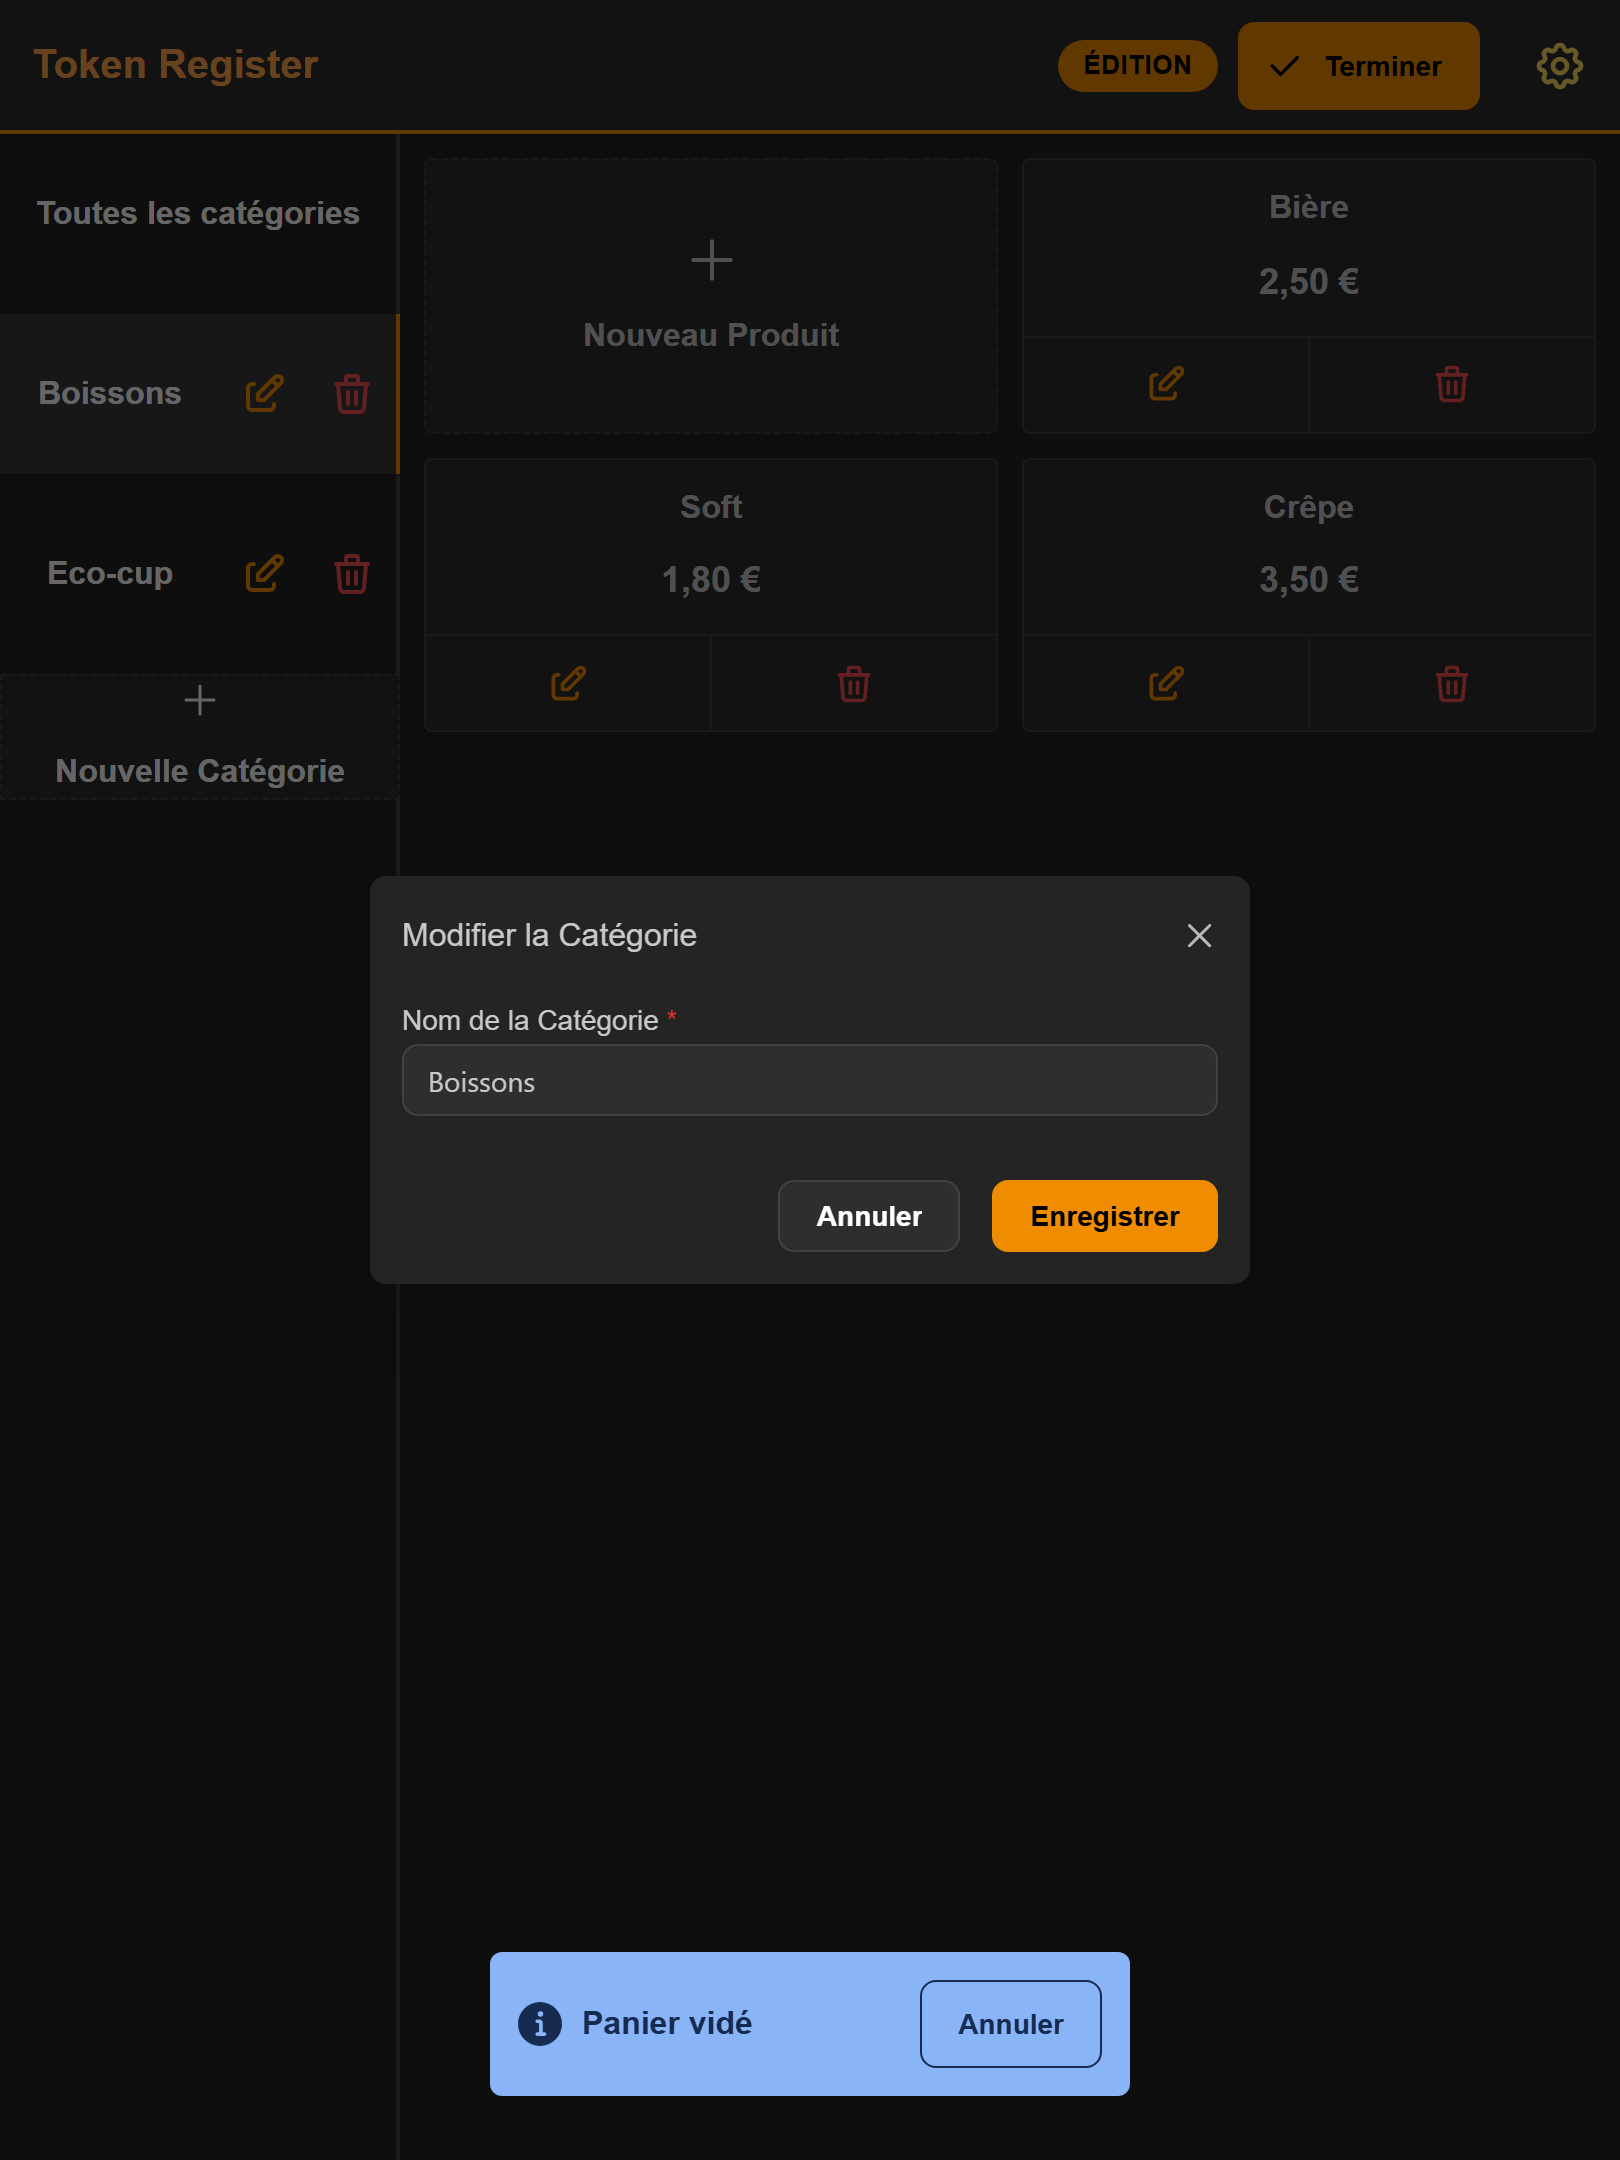 Token Register
ÉDITION
Terminer
Toutes les catégories
Boissons
Eco-cup
Nouvelle Catégorie
Nouveau Produit
Bière
2,50 €
Soft
1,80 €
Crêpe
3,50 €
Modifier la Catégorie
Nom de la Catégorie *
Boissons
Annuler
Enregistrer
Panier vidé
Annuler